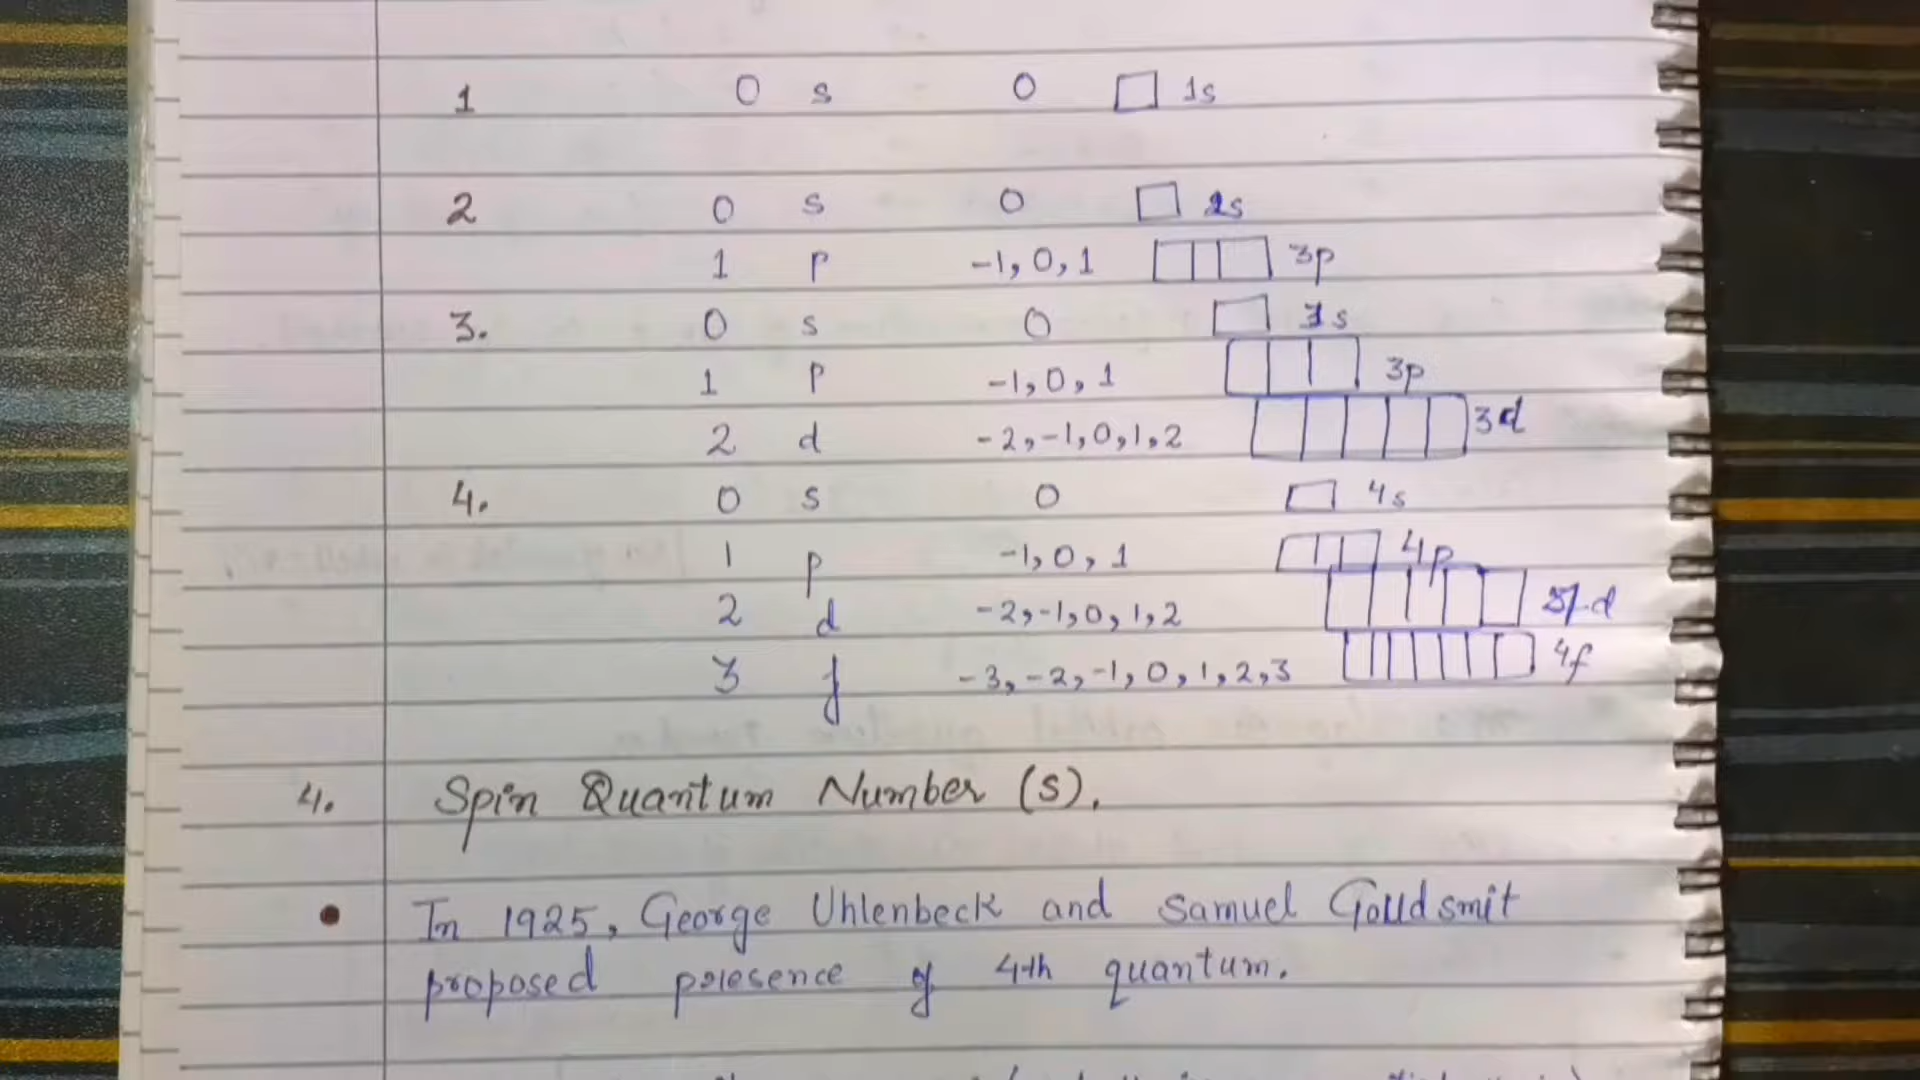 1 0 s 0 1s
2 0 s 0 2s
1 p -1, 0, 1 3p
3. 0 s 0 3s
1 p -1, 0, 1 3p
2 d -2, -1, 0, 1, 2 3d
4. 0 s 0 4s
1 p -1, 0, 1 4p
2 d -2, -1, 0, 1, 2 d
3 f -3, -2, -1, 0, 1, 2, 3 4f
4. Spin Quantum Number (s).
• In 1925, George Uhlenbeck and Samuel Goudsmit
proposed presence of 4th quantum.